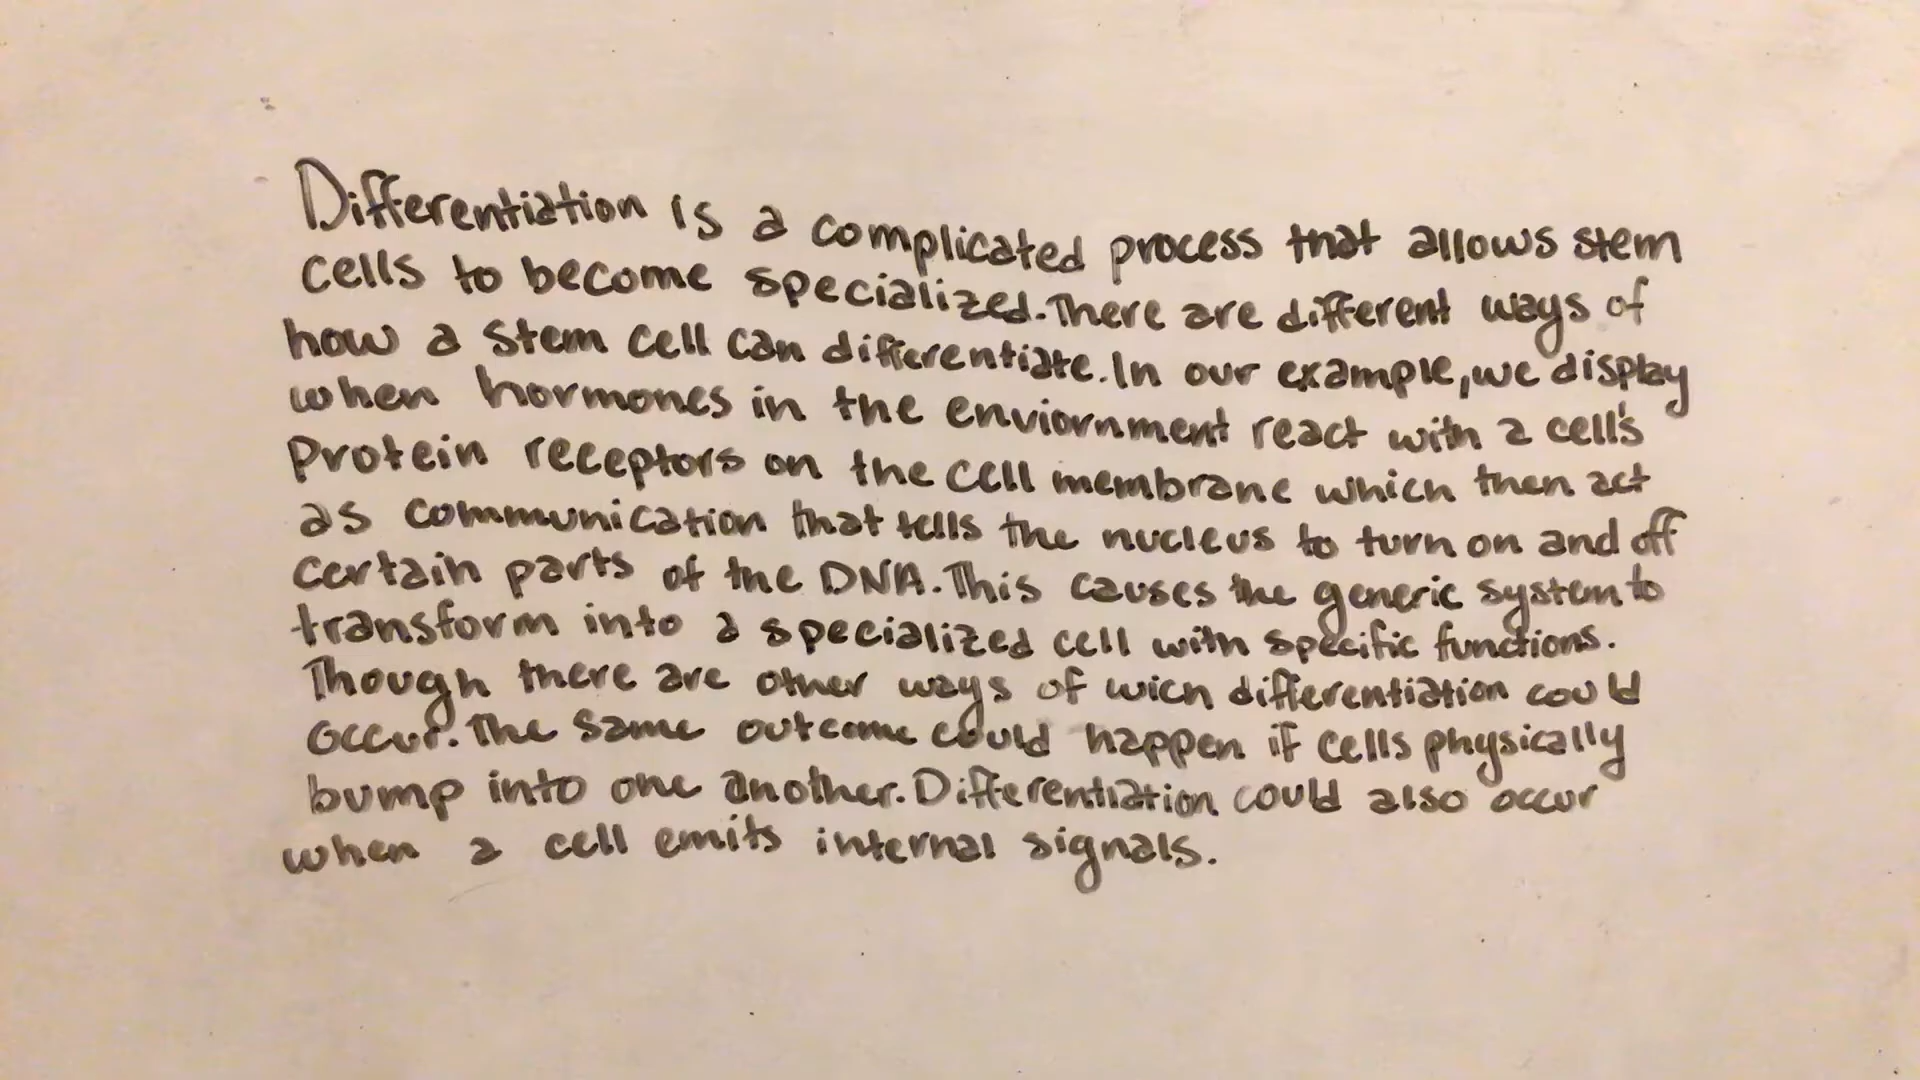 Differentiation is a complicated process that allows stem
cells to become specialized. There are different ways of
how a stem cell can differentiate. In our example, we display
when hormones in the enviornment react with a cell's
protein receptors on the cell membrane which then act
as communication that tells the nucleus to turn on and off
certain parts of the DNA. This causes the generic system to
transform into a specialized cell with specific functions.
Though there are other ways of wich differentiation could
occur. The same outcome could happen if cells physically
bump into one another. Differentiation could also occur
when a cell emits internal signals.